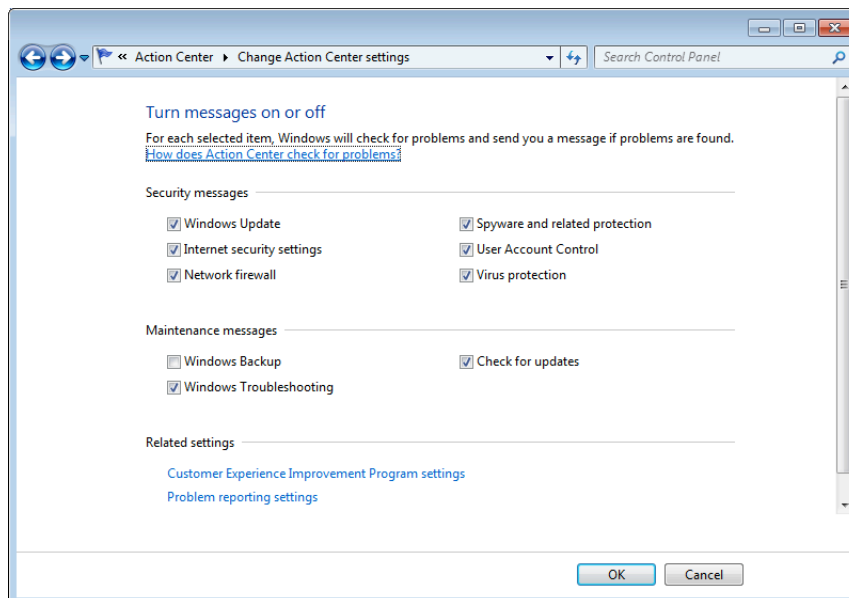 « Action Center ▸ Change Action Center settings
Search Control Panel
Turn messages on or off
For each selected item, Windows will check for problems and send you a message if problems are found.
How does Action Center check for problems?
Security messages
Windows Update
Spyware and related protection
Internet security settings
User Account Control
Network firewall
Virus protection
Maintenance messages
Windows Backup
Check for updates
Windows Troubleshooting
Related settings
Customer Experience Improvement Program settings
Problem reporting settings
OK
Cancel